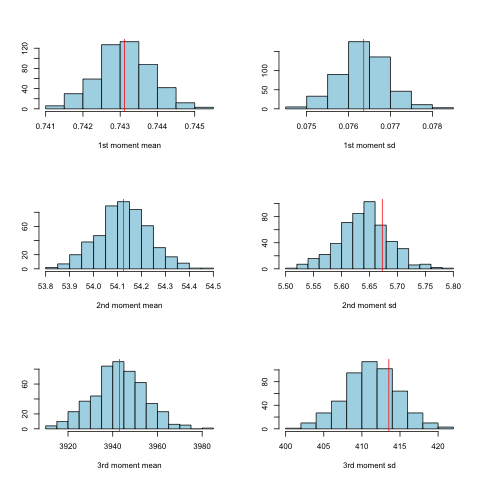 0 40 80 120
0.741 0.742 0.743 0.744 0.745
1st moment mean
0 50 150
0.075 0.076 0.077 0.078
1st moment sd
0 20 60
53.8 53.9 54.0 54.1 54.2 54.3 54.4 54.5
2nd moment mean
0 40 80
5.50 5.55 5.60 5.65 5.70 5.75 5.80
2nd moment sd
0 20 60
3920 3940 3960 3980
3rd moment mean
0 40 80
400 405 410 415 420
3rd moment sd